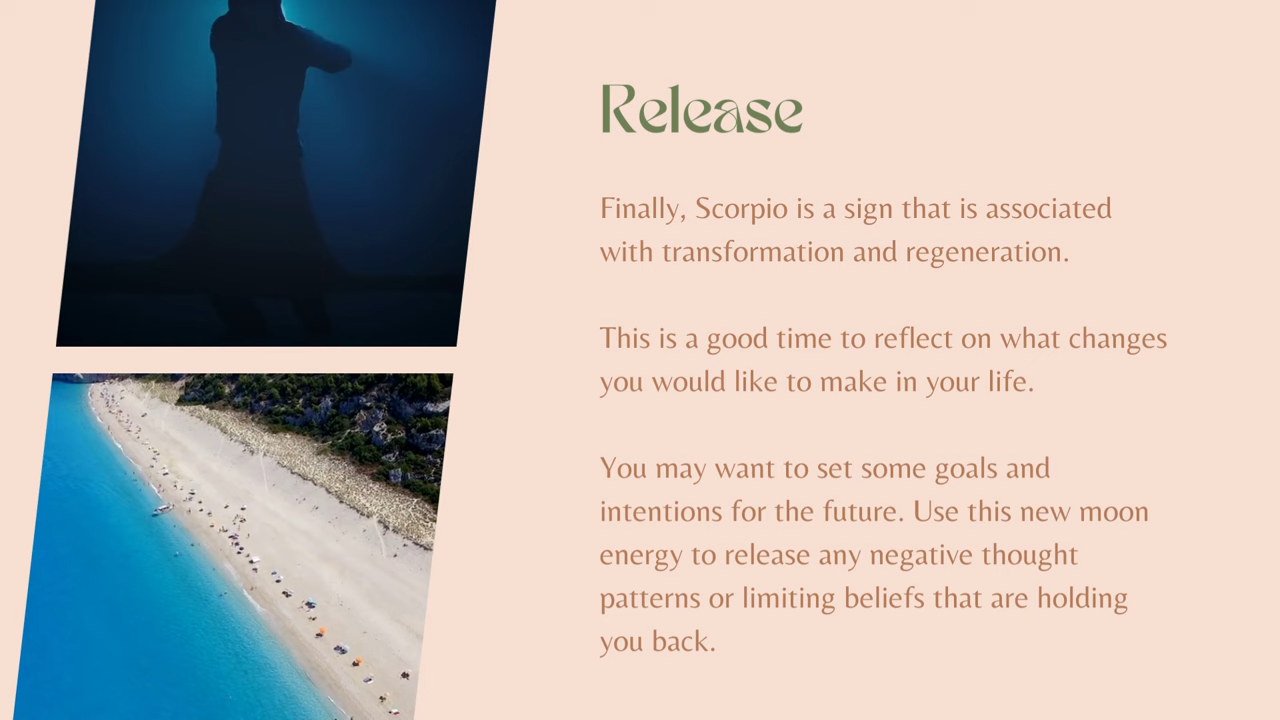 Release
Finally, Scorpio is a sign that is associated
with transformation and regeneration.
This is a good time to reflect on what changes
you would like to make in your life.
You may want to set some goals and
intentions for the future. Use this new moon
energy to release any negative thought
patterns or limiting beliefs that are holding
you back.